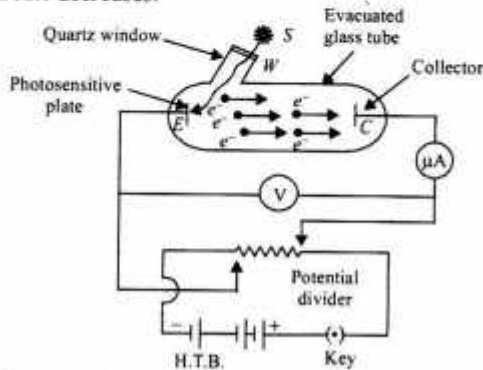 Quartz window
S
Evacuated
glass tube
W
Collector
Photosensitive
plate
E
e⁻
e⁻
e⁻
e⁻
e⁻
e⁻
C
μA
V
Potential
divider
− +
H.T.B.
Key